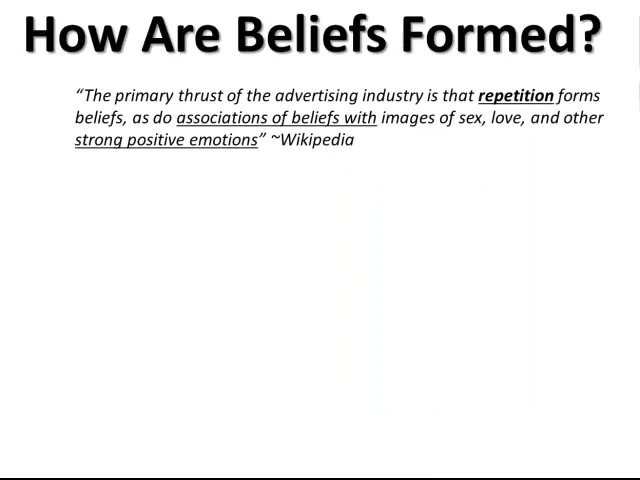 How Are Beliefs Formed?
“The primary thrust of the advertising industry is that repetition forms
beliefs, as do associations of beliefs with images of sex, love, and other
strong positive emotions” ~Wikipedia